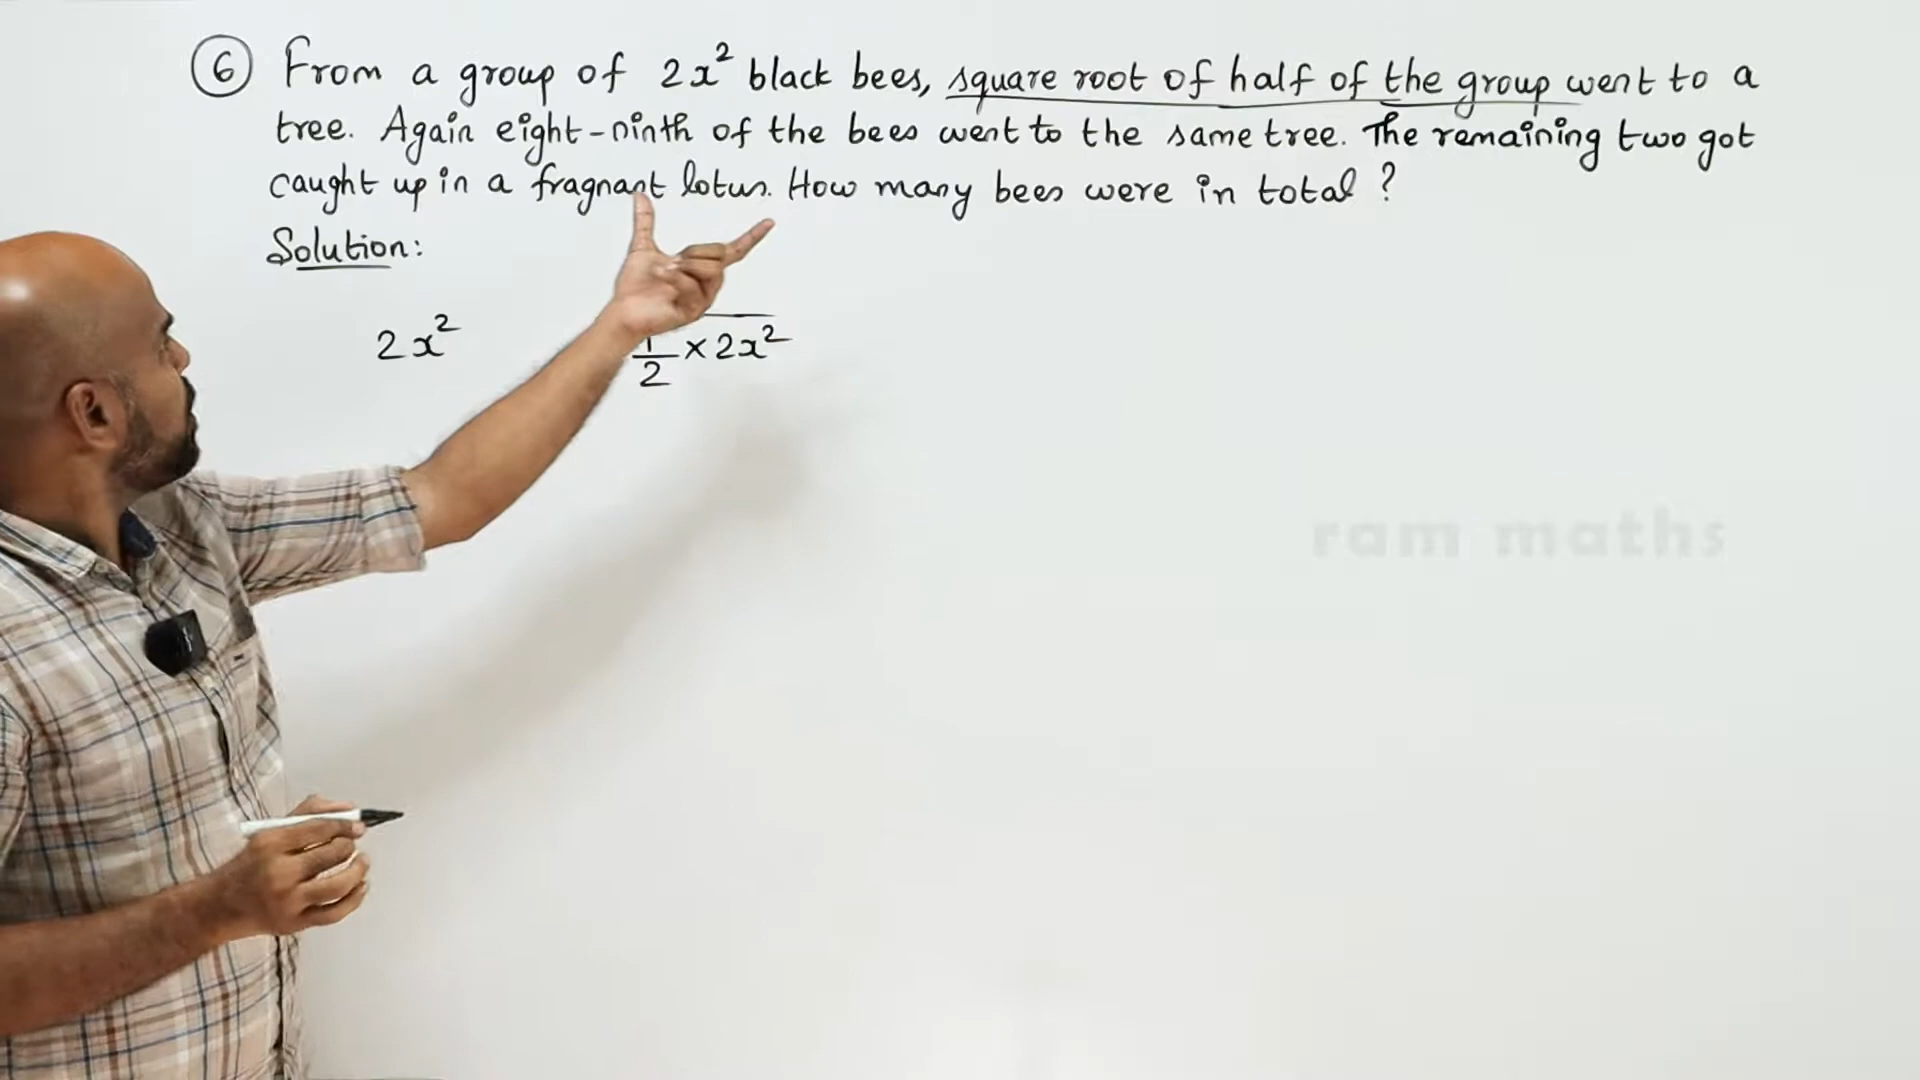 6 From a group of 2x² black bees, square root of half of the group went to a
tree. Again eight-ninth of the bees went to the same tree. The remaining two got
caught up in a fragnant lotus. How many bees were in total ?
Solution:
2x² 1/2 × 2x²
ram maths